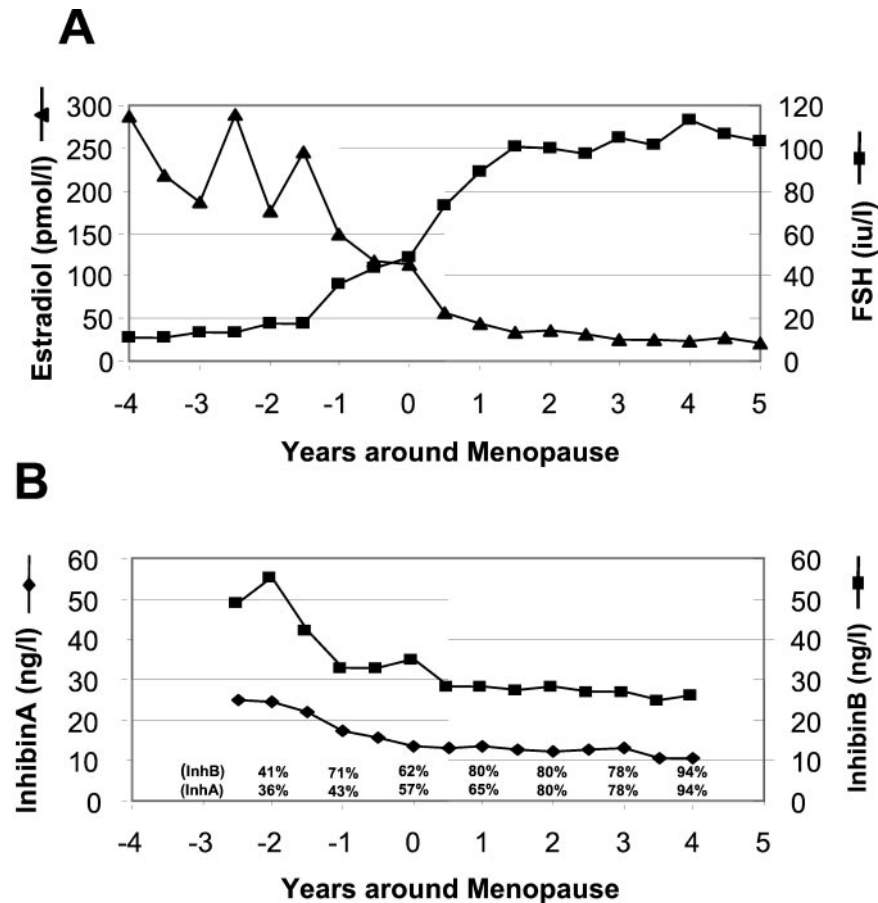 A
Estradiol (pmol/l)
300
250
200
150
100
50
0
120
100
80
60
40
20
0
FSH (iu/l)
-4 -3 -2 -1 0 1 2 3 4 5
Years around Menopause
B
InhibinA (ng/l)
60
50
40
30
20
10
0
(InhB) 41% 71% 62% 80% 80% 78% 94%
(InhA) 36% 43% 57% 65% 80% 78% 94%
60
50
40
30
20
10
0
InhibinB (ng/l)
-4 -3 -2 -1 0 1 2 3 4 5
Years around Menopause